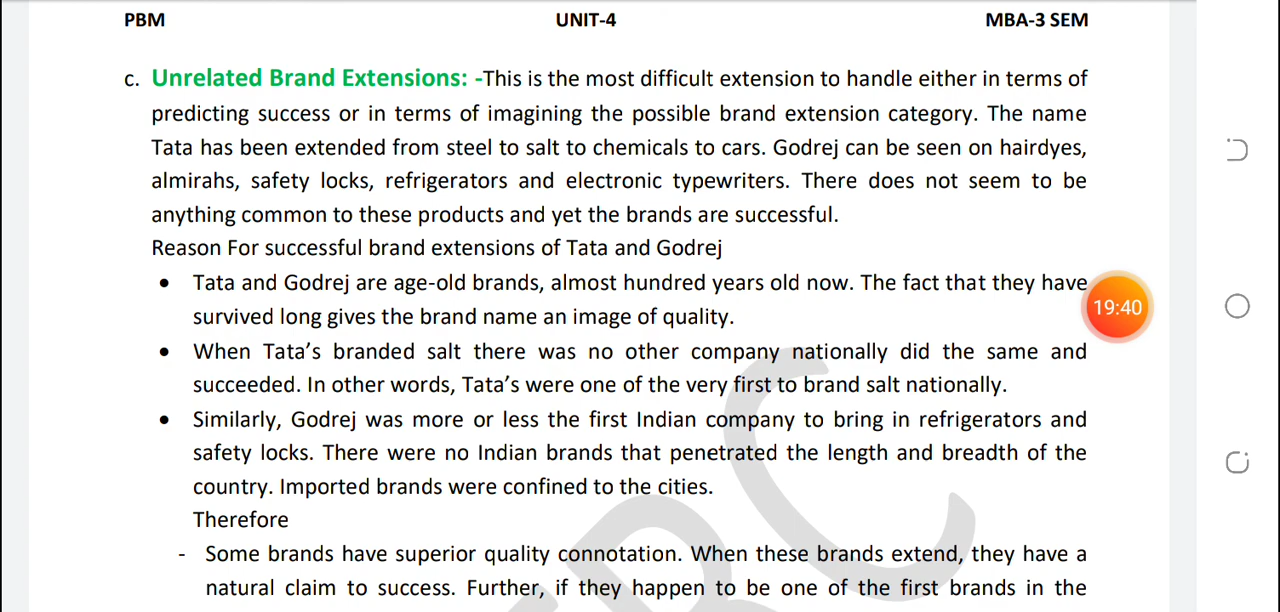 PBM UNIT-4 MBA-3 SEM
c. Unrelated Brand Extensions: -This is the most difficult extension to handle either in terms of
predicting success or in terms of imagining the possible brand extension category. The name
Tata has been extended from steel to salt to chemicals to cars. Godrej can be seen on hairdyes,
almirahs, safety locks, refrigerators and electronic typewriters. There does not seem to be
anything common to these products and yet the brands are successful.
Reason For successful brand extensions of Tata and Godrej
• Tata and Godrej are age-old brands, almost hundred years old now. The fact that they have
survived long gives the brand name an image of quality.
19:40
• When Tata’s branded salt there was no other company nationally did the same and
succeeded. In other words, Tata’s were one of the very first to brand salt nationally.
• Similarly, Godrej was more or less the first Indian company to bring in refrigerators and
safety locks. There were no Indian brands that penetrated the length and breadth of the
country. Imported brands were confined to the cities.
Therefore
- Some brands have superior quality connotation. When these brands extend, they have a
natural claim to success. Further, if they happen to be one of the first brands in the